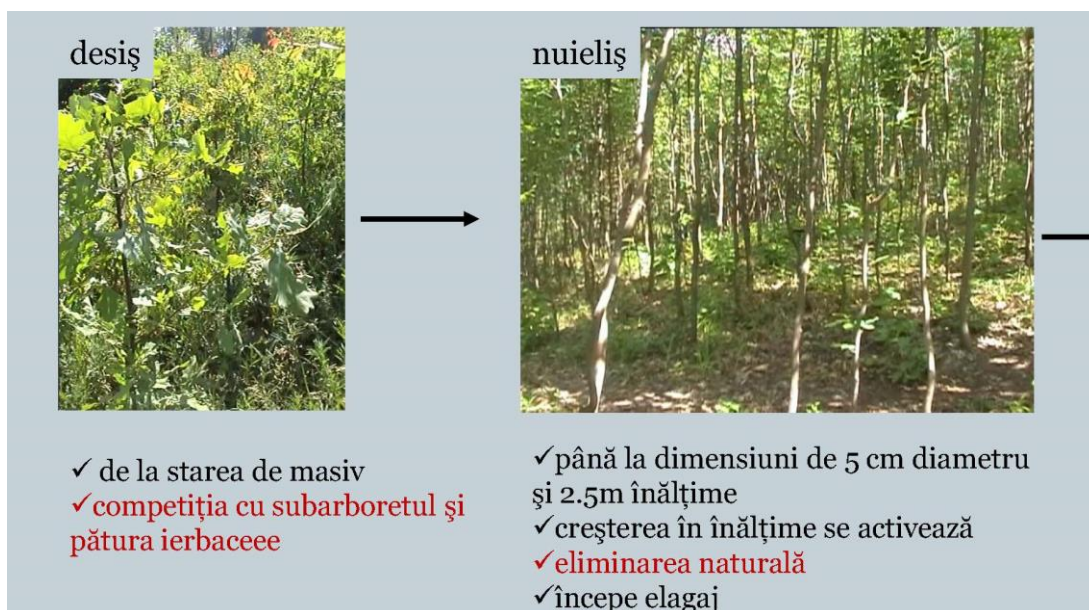 desiş
nuieliş
✓ de la starea de masiv
✓competiția cu subarboretul şi
pătura ierbaceee
✓până la dimensiuni de 5 cm diametru
şi 2.5m înălțime
✓creşterea în înălțime se activează
✓eliminarea naturală
✓începe elagaj